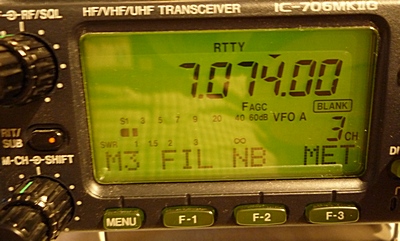 -RF/SQL HF/VHF/UHF TRANSCEIVER IC-706MKIIG
RTTY
7.074.00
FAGC BLANK
S1 3 5 7 9 20 40 60dB VFO A
3CH
RIT/
SUB
SWR 1 1.5 2 3 ∞
M-CH SHIFT
M3 FIL NB MET
MENU F-1 F-2 F-3